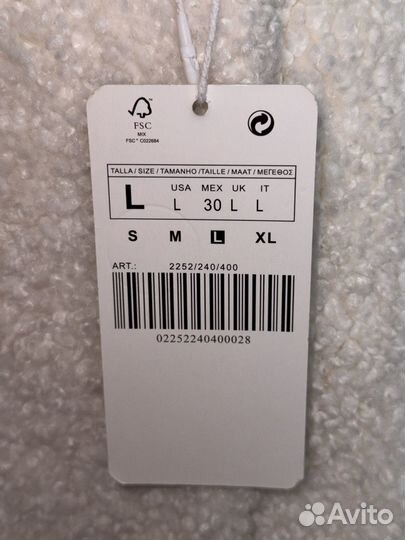 FSC
MIX
FSC® C022684
TALLA / SIZE / TAMANHO / TAILLE / MAAT / ΜΕΓΕΘΟΣ
L
USA MEX UK IT
L 30 L L
S M L XL
ART.: 2252/240/400
02252240400028
Avito